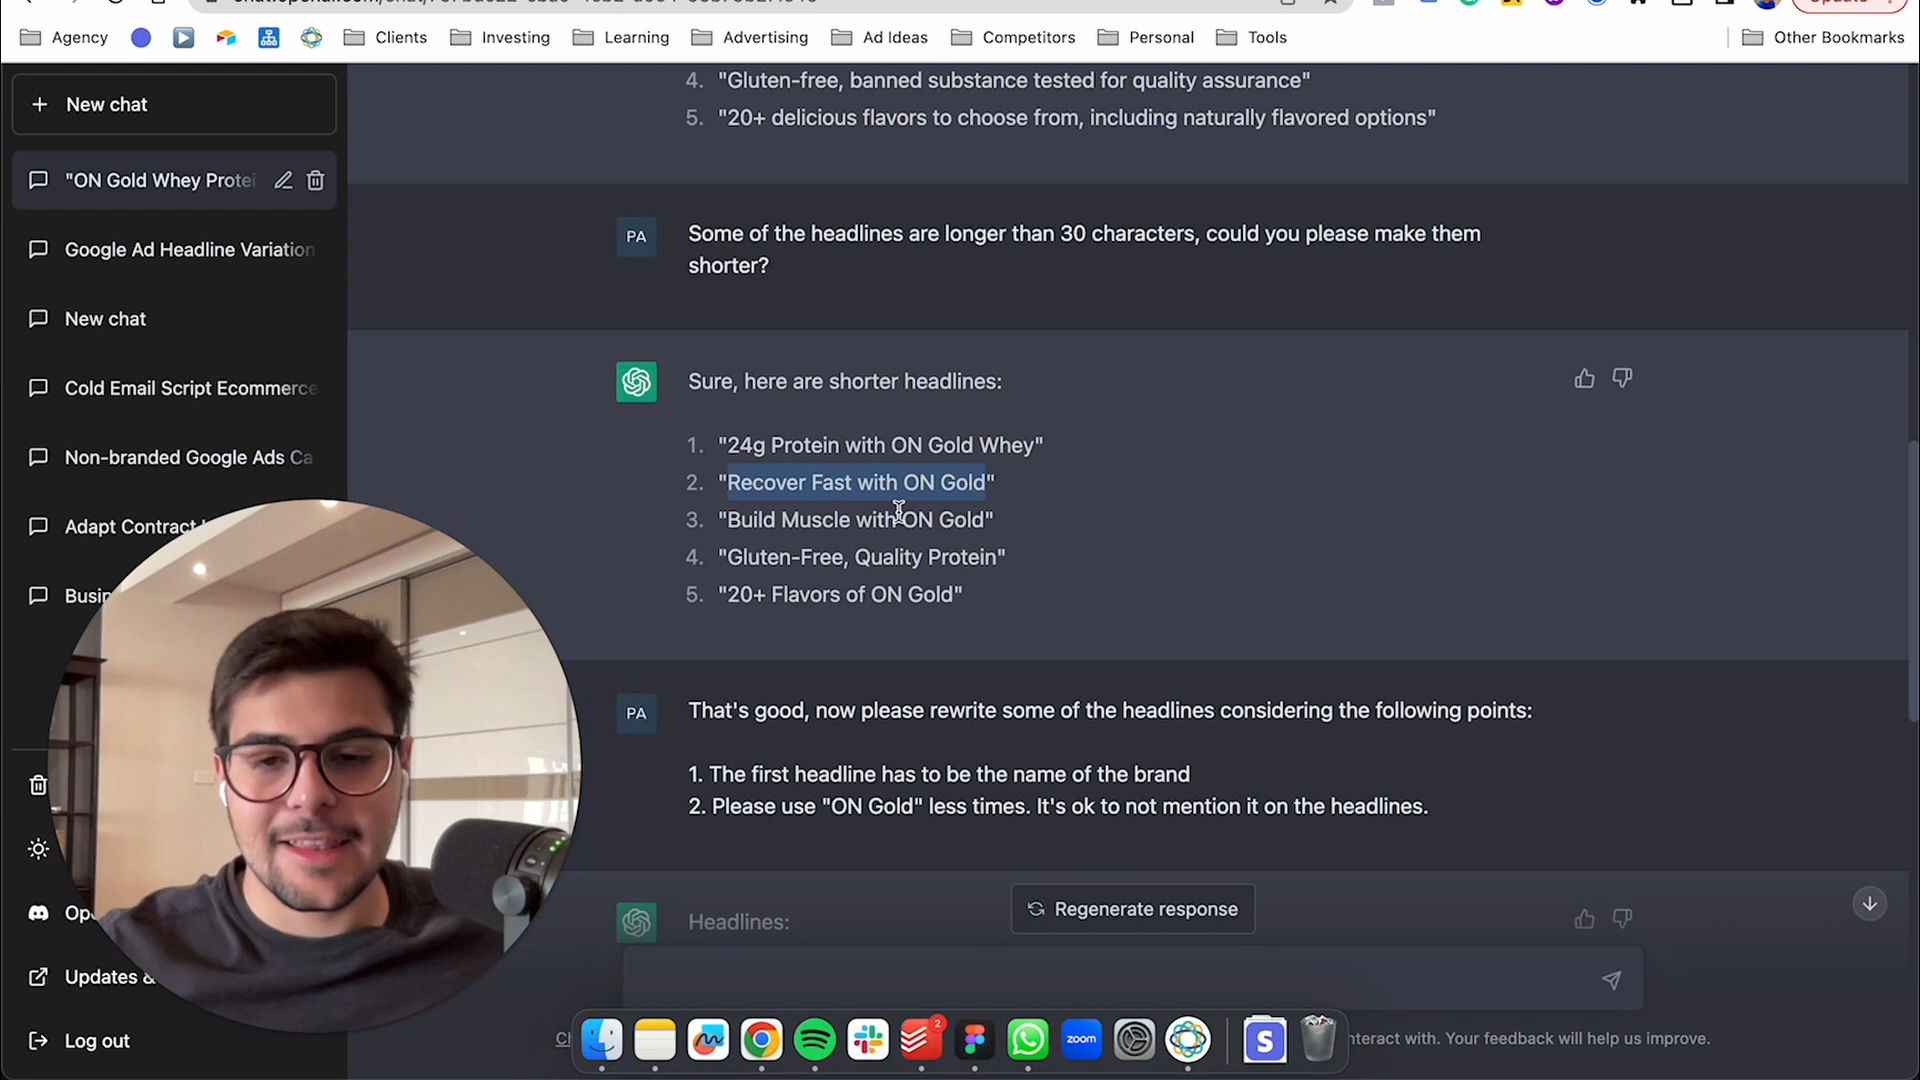 Agency
Clients
Investing
Learning
Advertising
Ad Ideas
Competitors
Personal
Tools
Other Bookmarks
New chat
"ON Gold Whey Protei
Google Ad Headline Variation
New chat
Cold Email Script Ecommerce
Non-branded Google Ads Ca
Adapt Contract
Busin
Updates &
Log out
4. "Gluten-free, banned substance tested for quality assurance"
5. "20+ delicious flavors to choose from, including naturally flavored options"
PA
Some of the headlines are longer than 30 characters, could you please make them
shorter?
Sure, here are shorter headlines:
1. "24g Protein with ON Gold Whey"
2. "Recover Fast with ON Gold"
3. "Build Muscle with ON Gold"
4. "Gluten-Free, Quality Protein"
5. "20+ Flavors of ON Gold"
PA
That's good, now please rewrite some of the headlines considering the following points:
1. The first headline has to be the name of the brand
2. Please use "ON Gold" less times. It's ok to not mention it on the headlines.
Regenerate response
Headlines:
2
zoom
S
nteract with. Your feedback will help us improve.